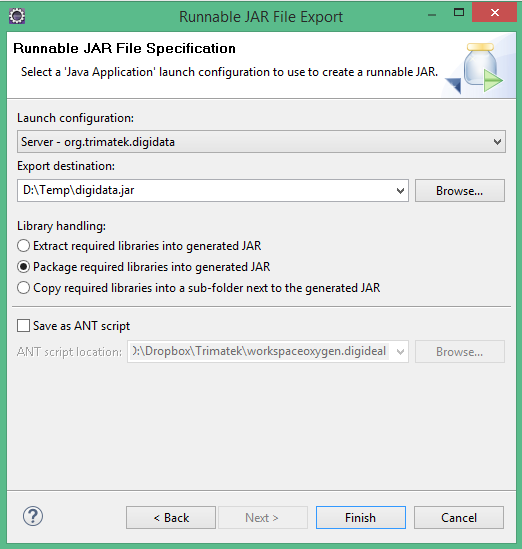 Runnable JAR File Export
Runnable JAR File Specification
Select a 'Java Application' launch configuration to use to create a runnable JAR.
Launch configuration:
Server - org.trimatek.digidata
Export destination:
D:\Temp\digidata.jar
Browse...
Library handling:
Extract required libraries into generated JAR
Package required libraries into generated JAR
Copy required libraries into a sub-folder next to the generated JAR
Save as ANT script
ANT script location:
):\Dropbox\Trimatek\workspaceoxygen.digideal
Browse...
?
< Back
Next >
Finish
Cancel